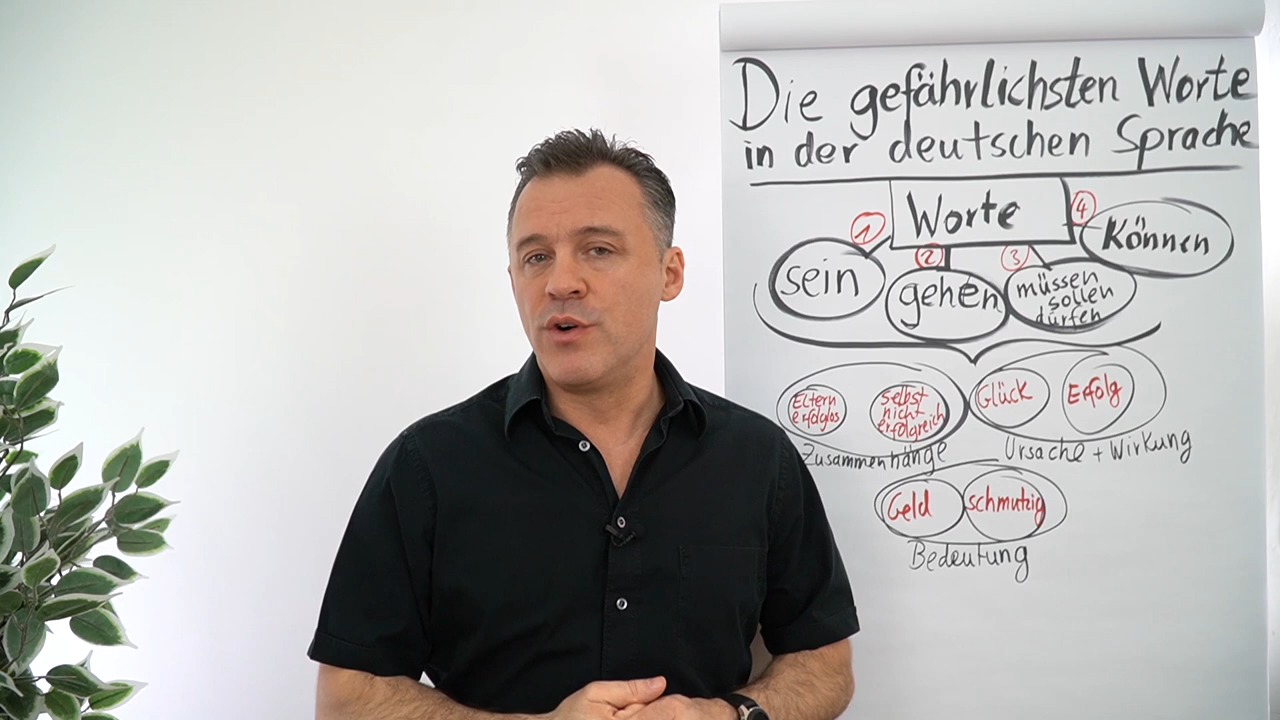 Die gefährlichsten Worte
in der deutschen Sprache
Worte
1
sein
2
gehen
3
müssen
sollen
dürfen
4
Können
Eltern
erfolglos
selbst
nicht
erfolgreich
Zusammenhänge
Glück
Erfolg
Ursache + Wirkung
Geld
schmutzig
Bedeutung